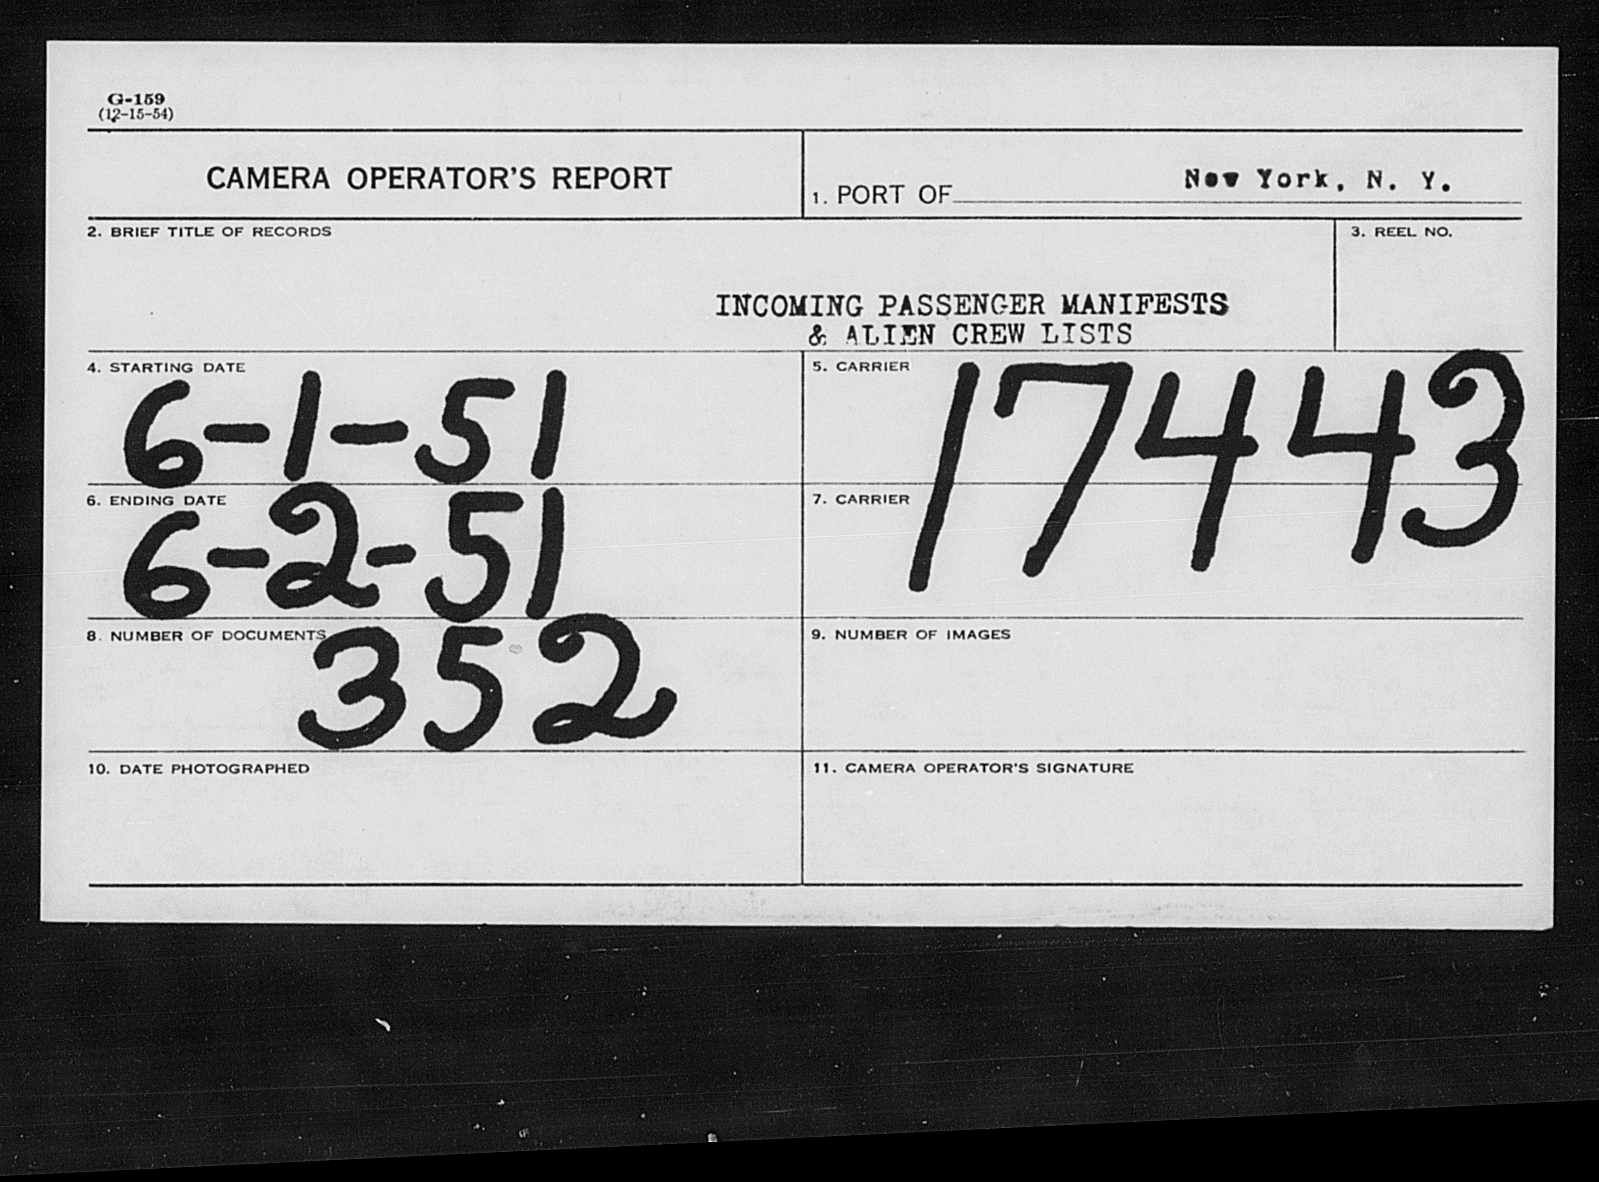 G-159
(12-15-54)
CAMERA OPERATOR'S REPORT
1. PORT OF New York, N. Y.
2. BRIEF TITLE OF RECORDS
3. REEL NO.
INCOMING PASSENGER MANIFESTS
& ALIEN CREW LISTS
4. STARTING DATE
6-1-51
5. CARRIER
17443
6. ENDING DATE
6-2-51
7. CARRIER
8. NUMBER OF DOCUMENTS
352
9. NUMBER OF IMAGES
10. DATE PHOTOGRAPHED
11. CAMERA OPERATOR'S SIGNATURE